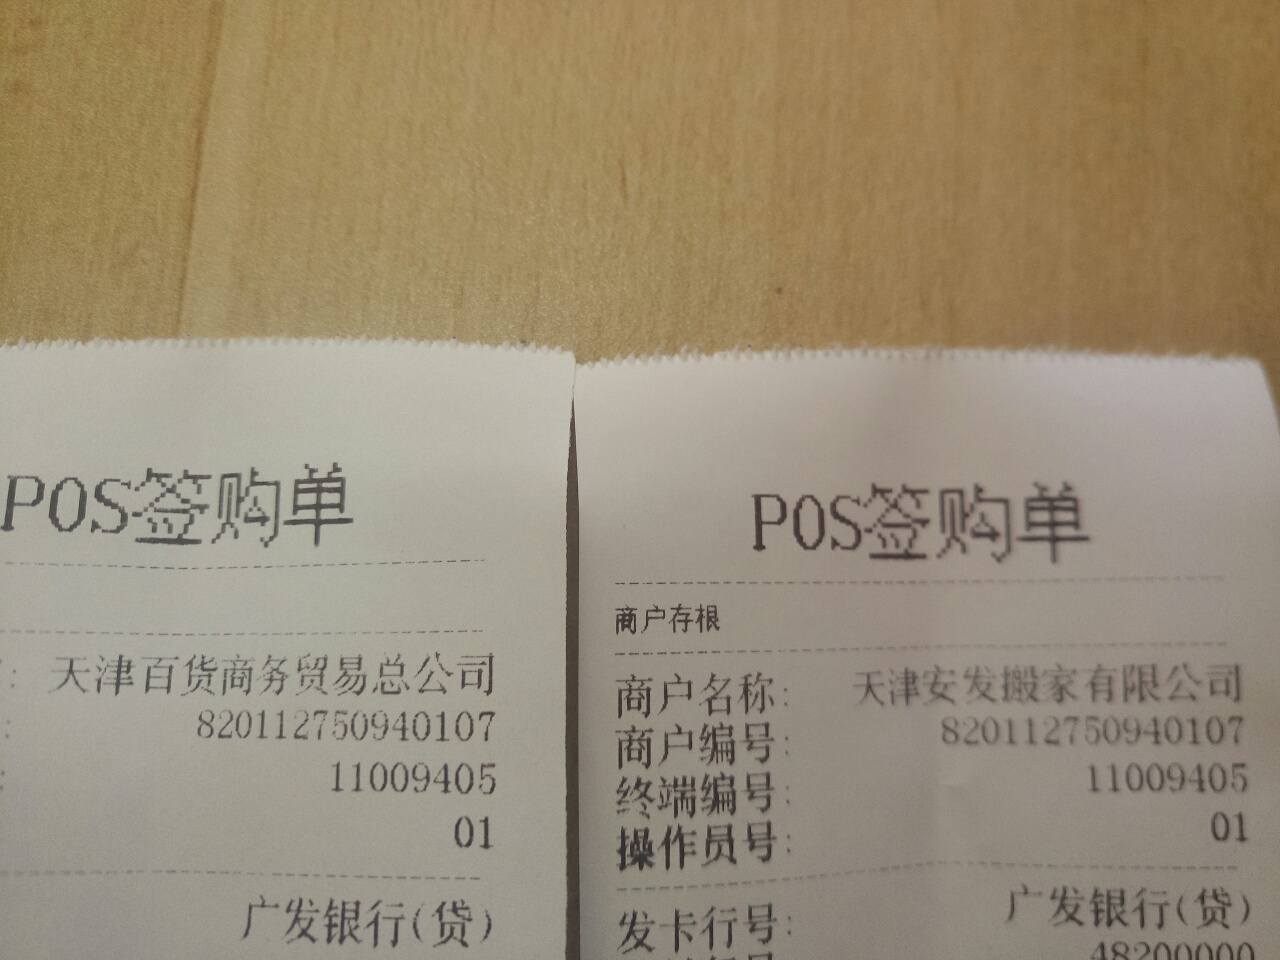 POS签购单
天津百货商务贸易总公司
820112750940107
11009405
01
广发银行(贷)
POS签购单
商户存根
商户名称: 天津安发搬家有限公司
商户编号: 820112750940107
终端编号: 11009405
操作员号: 01
发卡行号: 广发银行(贷)
48200000